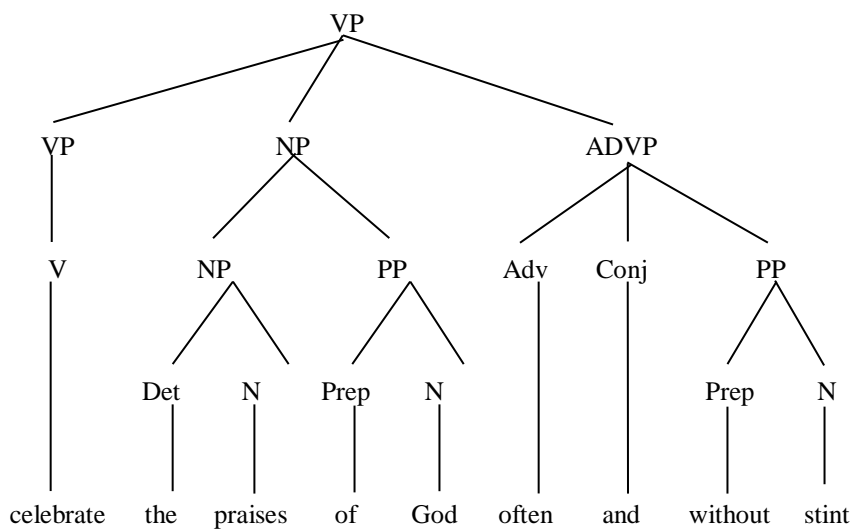 VP
VP NP ADVP
V NP PP Adv Conj PP
Det N Prep N Prep N
celebrate the praises of God often and without stint